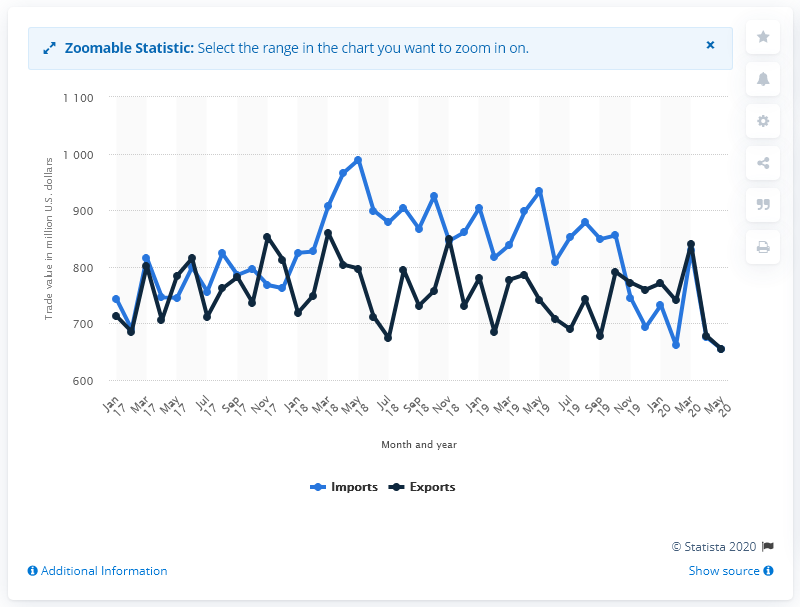 Zoomable Statistic: Select the range in the chart you want to zoom in on.
×
1 100
1 000
900
800
700
600
Trade value in million U.S. dollars
Jan 17
Mar 17
May 17
Jul 17
Sep 17
Nov 17
Jan 18
Mar 18
May 18
Jul 18
Sep 18
Nov 18
Jan 19
Mar 19
May 19
Jul 19
Sep 19
Nov 19
Jan 20
Mar 20
May 20
Month and year
Imports Exports
© Statista 2020
Additional Information Show source